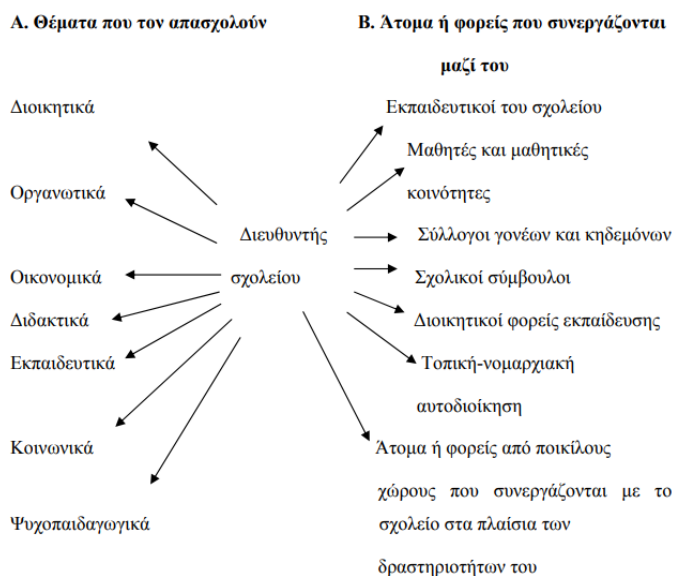 Α. Θέματα που τον απασχολούν
Β. Άτομα ή φορείς που συνεργάζονται
μαζί του
Διοικητικά
Οργανωτικά
Οικονομικά
Διδακτικά
Εκπαιδευτικά
Κοινωνικά
Ψυχοπαιδαγωγικά
Διευθυντής
σχολείου
Εκπαιδευτικοί του σχολείου
Μαθητές και μαθητικές
κοινότητες
Σύλλογοι γονέων και κηδεμόνων
Σχολικοί σύμβουλοι
Διοικητικοί φορείς εκπαίδευσης
Τοπική-νομαρχιακή
αυτοδιοίκηση
Άτομα ή φορείς από ποικίλους
χώρους που συνεργάζονται με το
σχολείο στα πλαίσια των
δραστηριοτήτων του